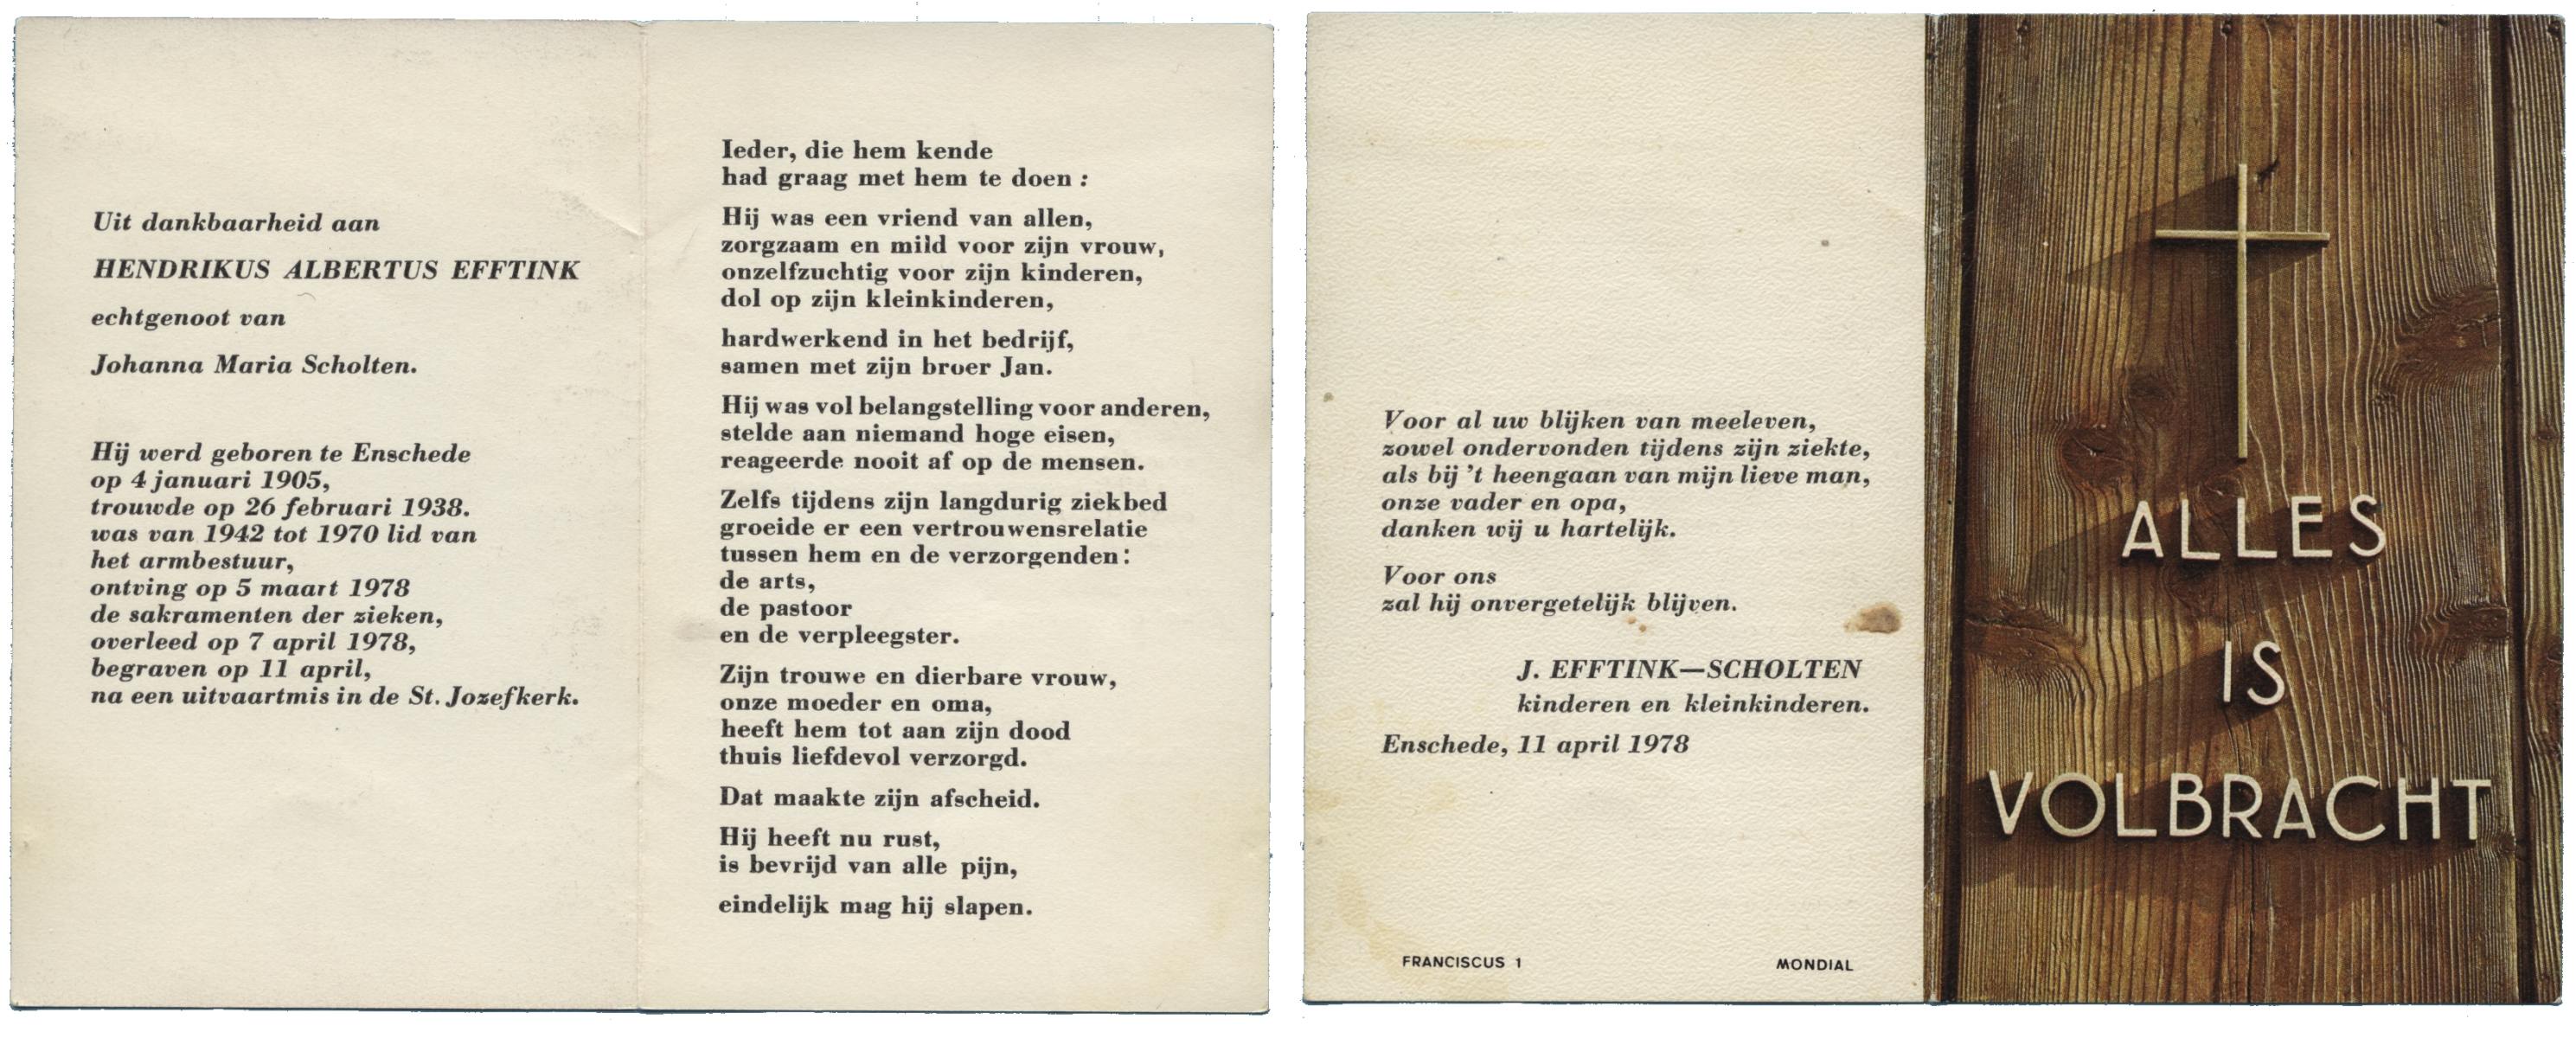 Uit dankbaarheid aan
HENDRIKUS ALBERTUS EFFTINK
echtgenoot van
Johanna Maria Scholten.
Hij werd geboren te Enschede
op 4 januari 1905,
trouwde op 26 februari 1938.
was van 1942 tot 1970 lid van
het armbestuur,
ontving op 5 maart 1978
de sakramenten der zieken,
overleed op 7 april 1978,
begraven op 11 april,
na een uitvaartmis in de St. Jozefkerk.
Ieder, die hem kende
had graag met hem te doen :
Hij was een vriend van allen,
zorgzaam en mild voor zijn vrouw,
onzelfzuchtig voor zijn kinderen,
dol op zijn kleinkinderen,
hardwerkend in het bedrijf,
samen met zijn broer Jan.
Hij was vol belangstelling voor anderen,
stelde aan niemand hoge eisen,
reageerde nooit af op de mensen.
Zelfs tijdens zijn langdurig ziekbed
groeide er een vertrouwensrelatie
tussen hem en de verzorgenden:
de arts,
de pastoor
en de verpleegster.
Zijn trouwe en dierbare vrouw,
onze moeder en oma,
heeft hem tot aan zijn dood
thuis liefdevol verzorgd.
Dat maakte zijn afscheid.
Hij heeft nu rust,
is bevrijd van alle pijn,
eindelijk mag hij slapen.
Voor al uw blijken van meeleven,
zowel ondervonden tijdens zijn ziekte,
als bij 't heengaan van mijn lieve man,
onze vader en opa,
danken wij u hartelijk.
Voor ons
zal hij onvergetelijk blijven.
J. EFFTINK—SCHOLTEN
kinderen en kleinkinderen.
Enschede, 11 april 1978
FRANCISCUS 1
MONDIAL
ALLES
IS
VOLBRACHT